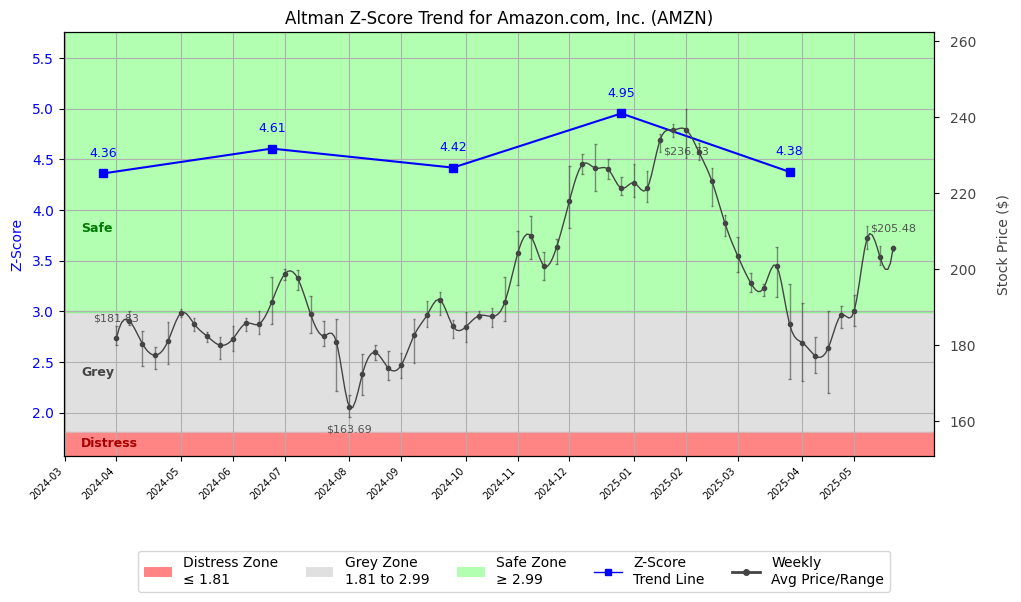 Altman Z-Score Trend for Amazon.com, Inc. (AMZN)
Z-Score
5.5
5.0
4.5
4.0
3.5
3.0
2.5
2.0
260
240
220
200
180
160
Stock Price ($)
4.36
4.61
4.42
4.95
4.38
$181.83
$163.69
$236.73
$205.48
Safe
Grey
Distress
2024-03
2024-04
2024-05
2024-06
2024-07
2024-08
2024-09
2024-10
2024-11
2024-12
2025-01
2025-02
2025-03
2025-04
2025-05
Distress Zone
≤ 1.81
Grey Zone
1.81 to 2.99
Safe Zone
≥ 2.99
Z-Score
Trend Line
Weekly
Avg Price/Range